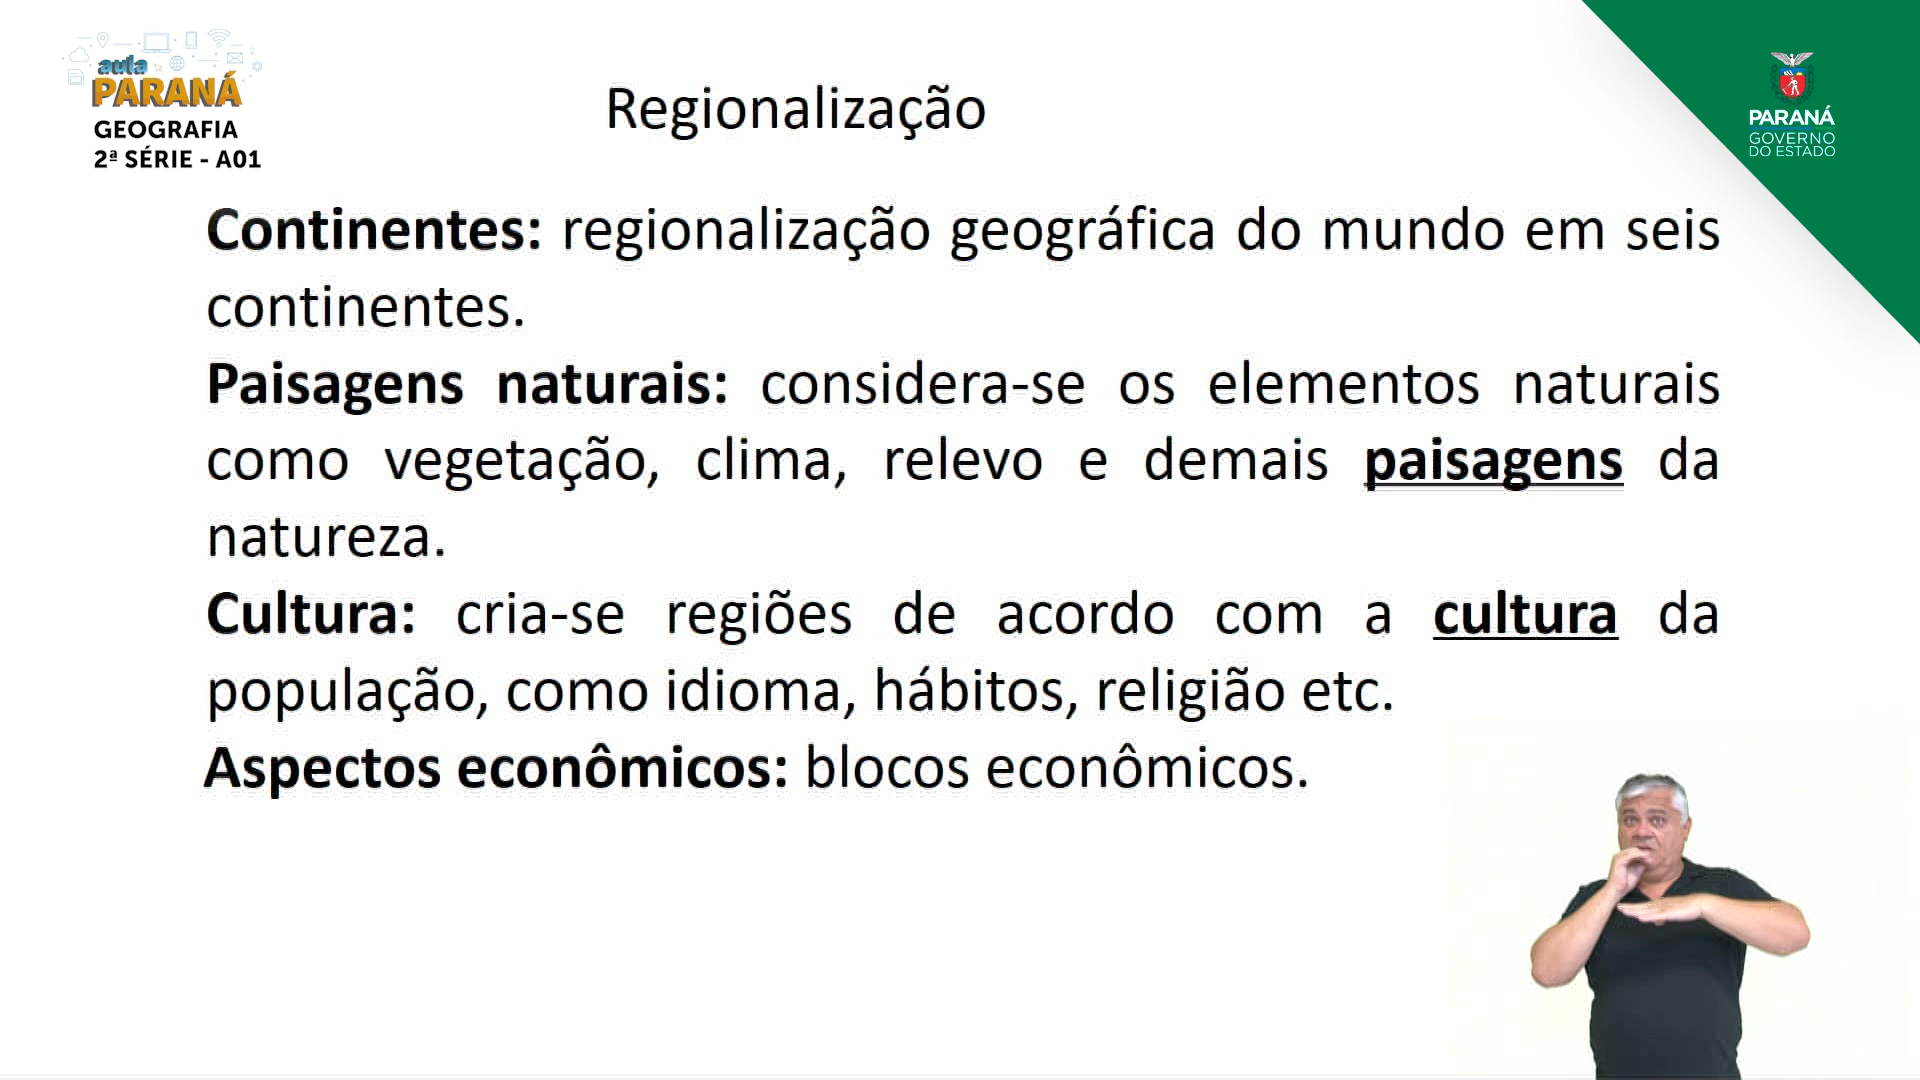 aula
PARANÁ
GEOGRAFIA
2ª SÉRIE - A01
Regionalização
PARANÁ
GOVERNO
DO ESTADO
Continentes: regionalização geográfica do mundo em seis
continentes.
Paisagens naturais: considera-se os elementos naturais
como vegetação, clima, relevo e demais paisagens da
natureza.
Cultura: cria-se regiões de acordo com a cultura da
população, como idioma, hábitos, religião etc.
Aspectos econômicos: blocos econômicos.